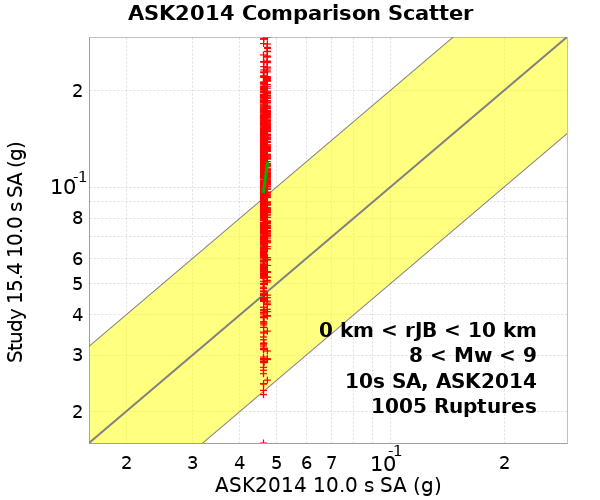 ASK2014 Comparison Scatter
Study 15.4 10.0 s SA (g)
2
10-1
8
6
5
4
3
2
0 km < rJB < 10 km
8 < Mw < 9
10s SA, ASK2014
1005 Ruptures
2 3 4 5 6 7 10-1 2
ASK2014 10.0 s SA (g)